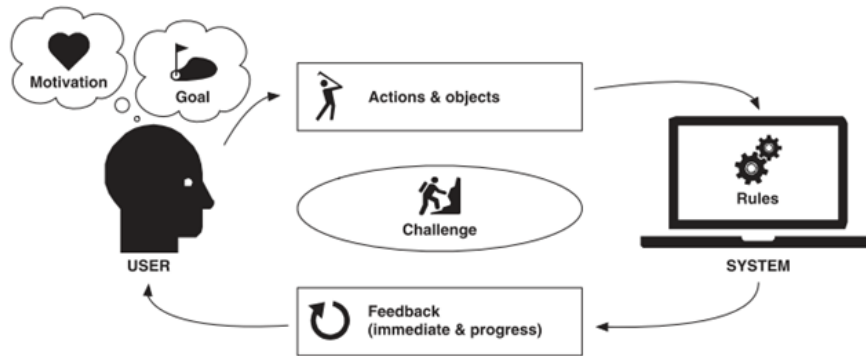 Motivation
Goal
Actions & objects
Challenge
Rules
USER
SYSTEM
Feedback
(immediate & progress)